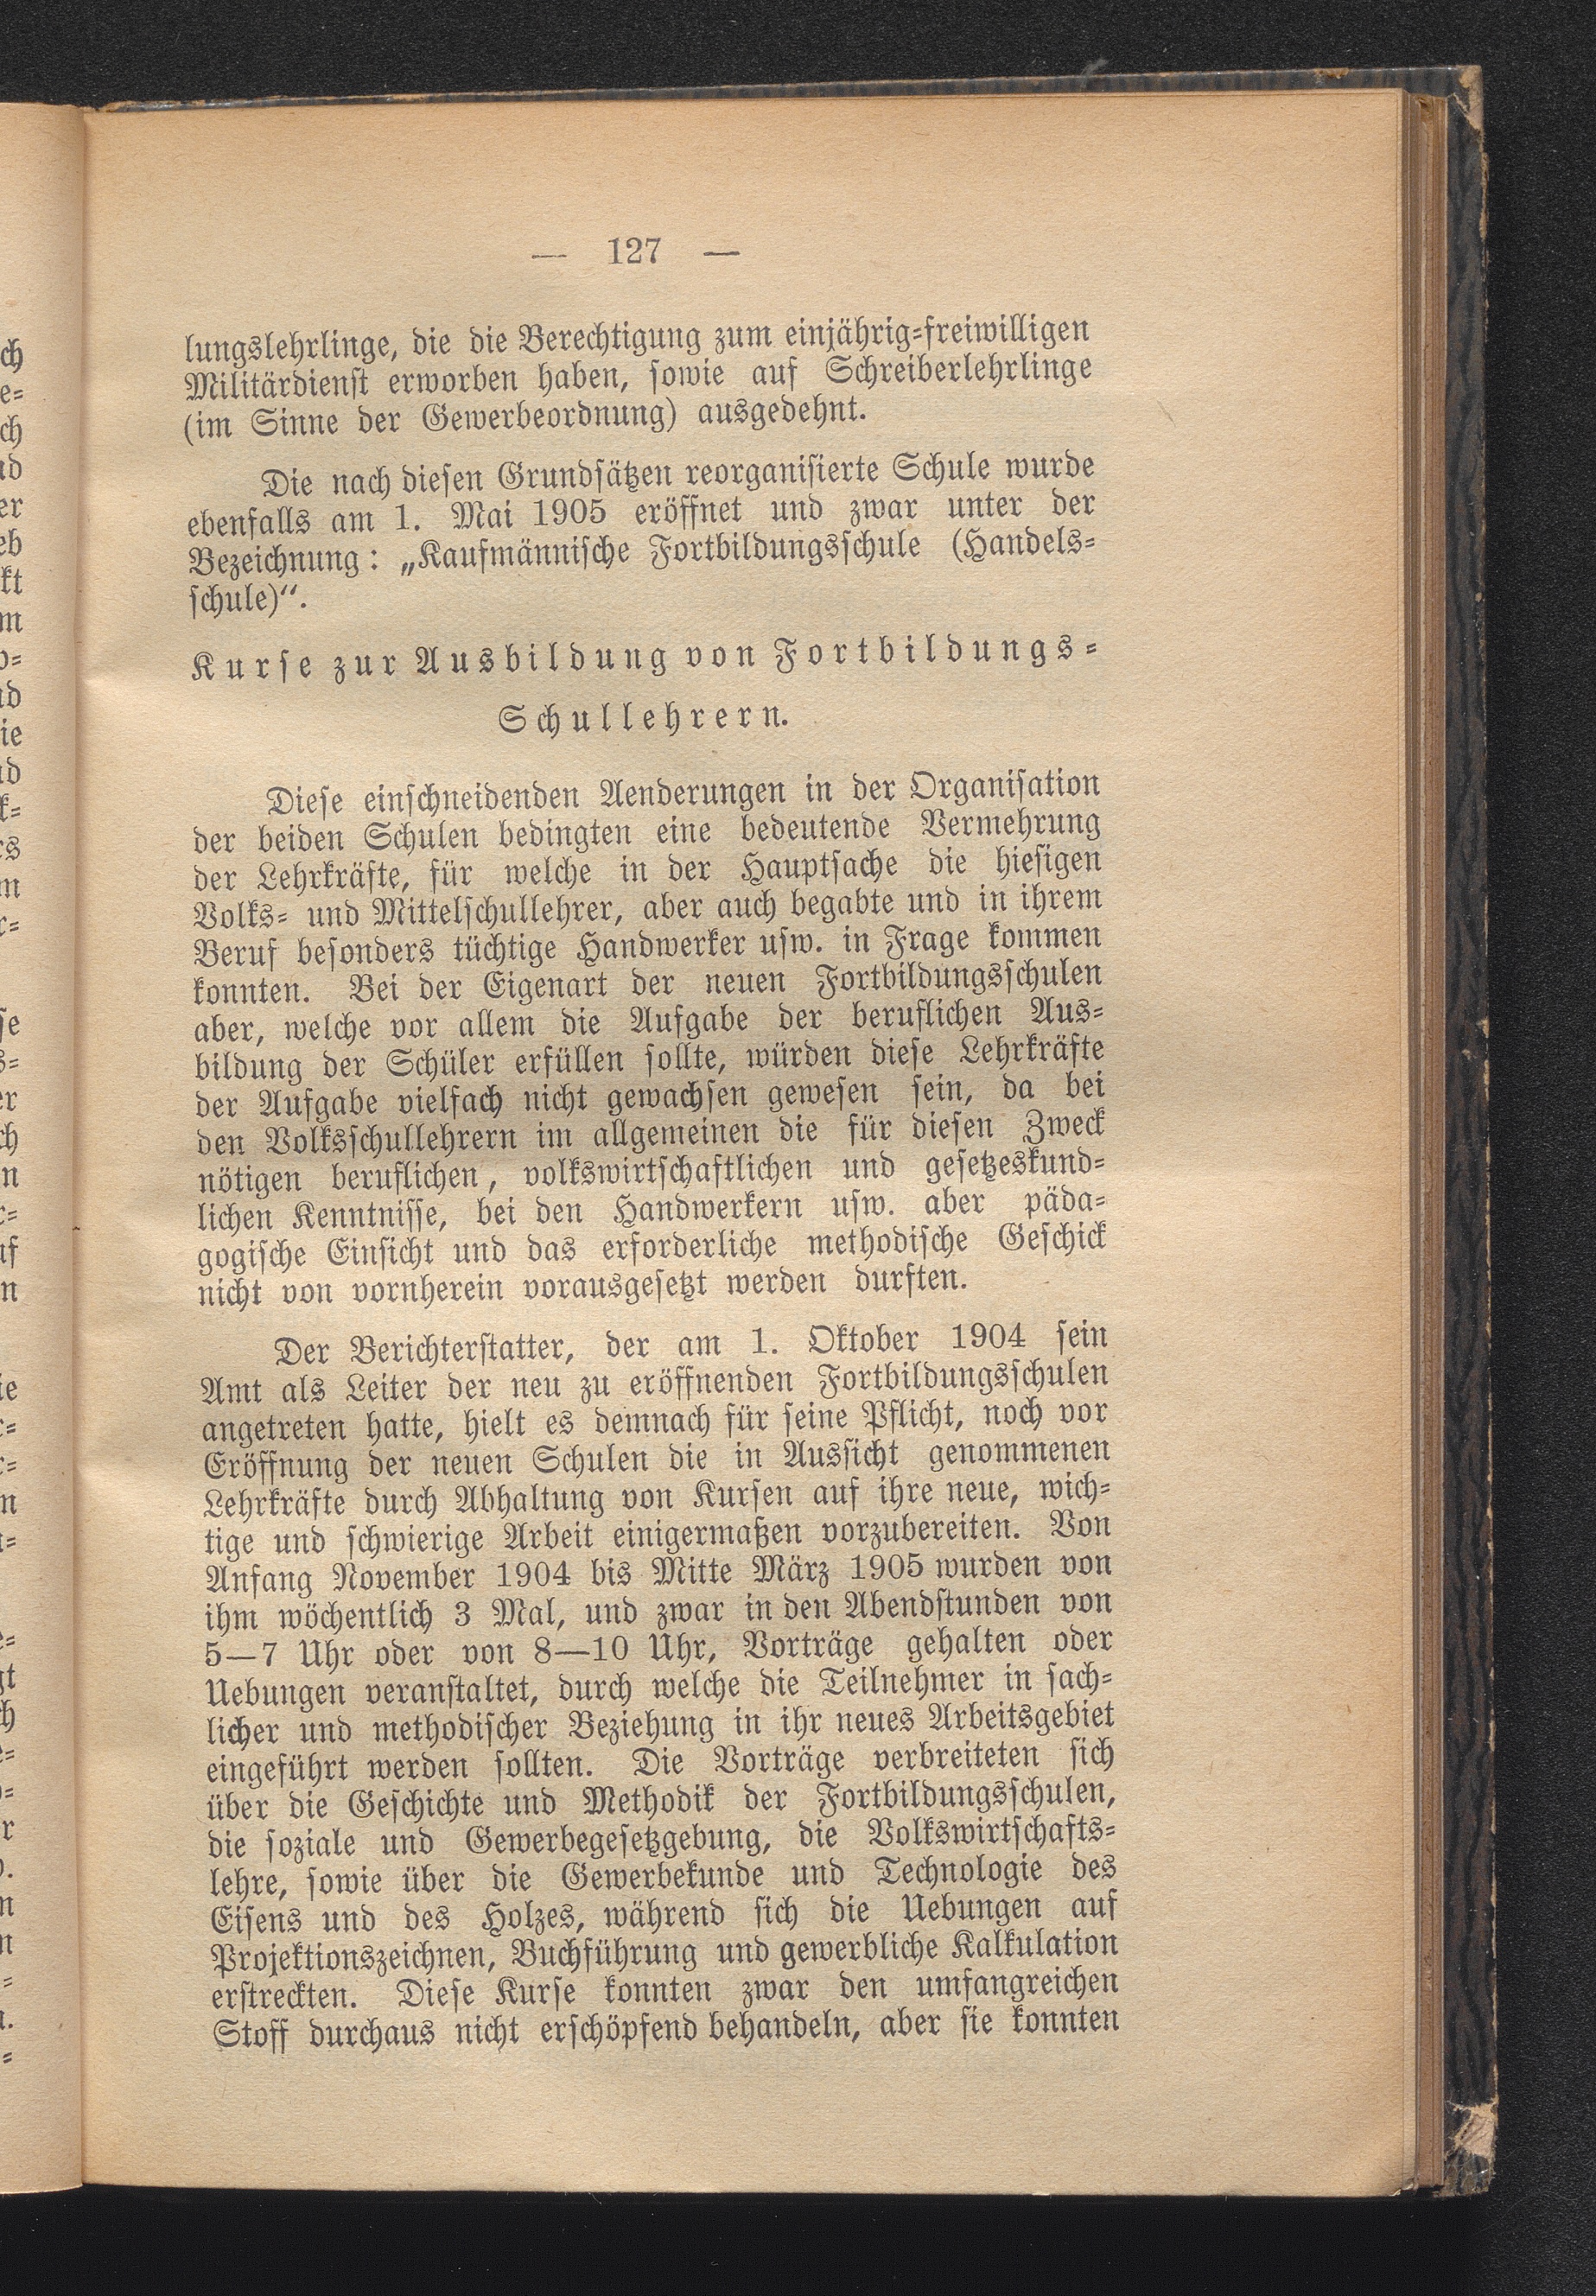 — 127 —
lungslehrlinge, die die Berechtigung zum einjährig-freiwilligen
Militärdienst erworben haben, sowie auf Schreiberlehrlinge
(im Sinne der Gewerbeordnung) ausgedehnt.
Die nach diesen Grundsätzen reorganisierte Schule wurde
ebenfalls am 1. Mai 1905 eröffnet und zwar unter der
Bezeichnung: „Kaufmännische Fortbildungsschule (Handels-
schule)“.
Kurse zur Ausbildung von Fortbildungs-
Schullehrern.
Diese einschneidenden Aenderungen in der Organisation
der beiden Schulen bedingten eine bedeutende Vermehrung
der Lehrkräfte, für welche in der Hauptsache die hiesigen
Volks- und Mittelschullehrer, aber auch begabte und in ihrem
Beruf besonders tüchtige Handwerker usw. in Frage kommen
konnten. Bei der Eigenart der neuen Fortbildungsschulen
aber, welche vor allem die Aufgabe der beruflichen Aus-
bildung der Schüler erfüllen sollte, würden diese Lehrkräfte
der Aufgabe vielfach nicht gewachsen gewesen sein, da bei
den Volksschullehrern im allgemeinen die für diesen Zweck
nötigen beruflichen, volkswirtschaftlichen und gesetzeskund-
lichen Kenntnisse, bei den Handwerkern usw. aber päda-
gogische Einsicht und das erforderliche methodische Geschick
nicht von vornherein vorausgesetzt werden durften.
Der Berichterstatter, der am 1. Oktober 1904 sein
Amt als Leiter der neu zu eröffnenden Fortbildungsschulen
angetreten hatte, hielt es demnach für seine Pflicht, noch vor
Eröffnung der neuen Schulen die in Aussicht genommenen
Lehrkräfte durch Abhaltung von Kursen auf ihre neue, wich-
tige und schwierige Arbeit einigermaßen vorzubereiten. Von
Anfang November 1904 bis Mitte März 1905 wurden von
ihm wöchentlich 3 Mal, und zwar in den Abendstunden von
5—7 Uhr oder von 8—10 Uhr, Vorträge gehalten oder
Uebungen veranstaltet, durch welche die Teilnehmer in sach-
licher und methodischer Beziehung in ihr neues Arbeitsgebiet
eingeführt werden sollten. Die Vorträge verbreiteten sich
über die Geschichte und Methodik der Fortbildungsschulen,
die soziale und Gewerbegesetzgebung, die Volkswirtschafts-
lehre, sowie über die Gewerbekunde und Technologie des
Eisens und des Holzes, während sich die Uebungen auf
Projektionszeichnen, Buchführung und gewerbliche Kalkulation
erstreckten. Diese Kurse konnten zwar den umfangreichen
Stoff durchaus nicht erschöpfend behandeln, aber sie konnten